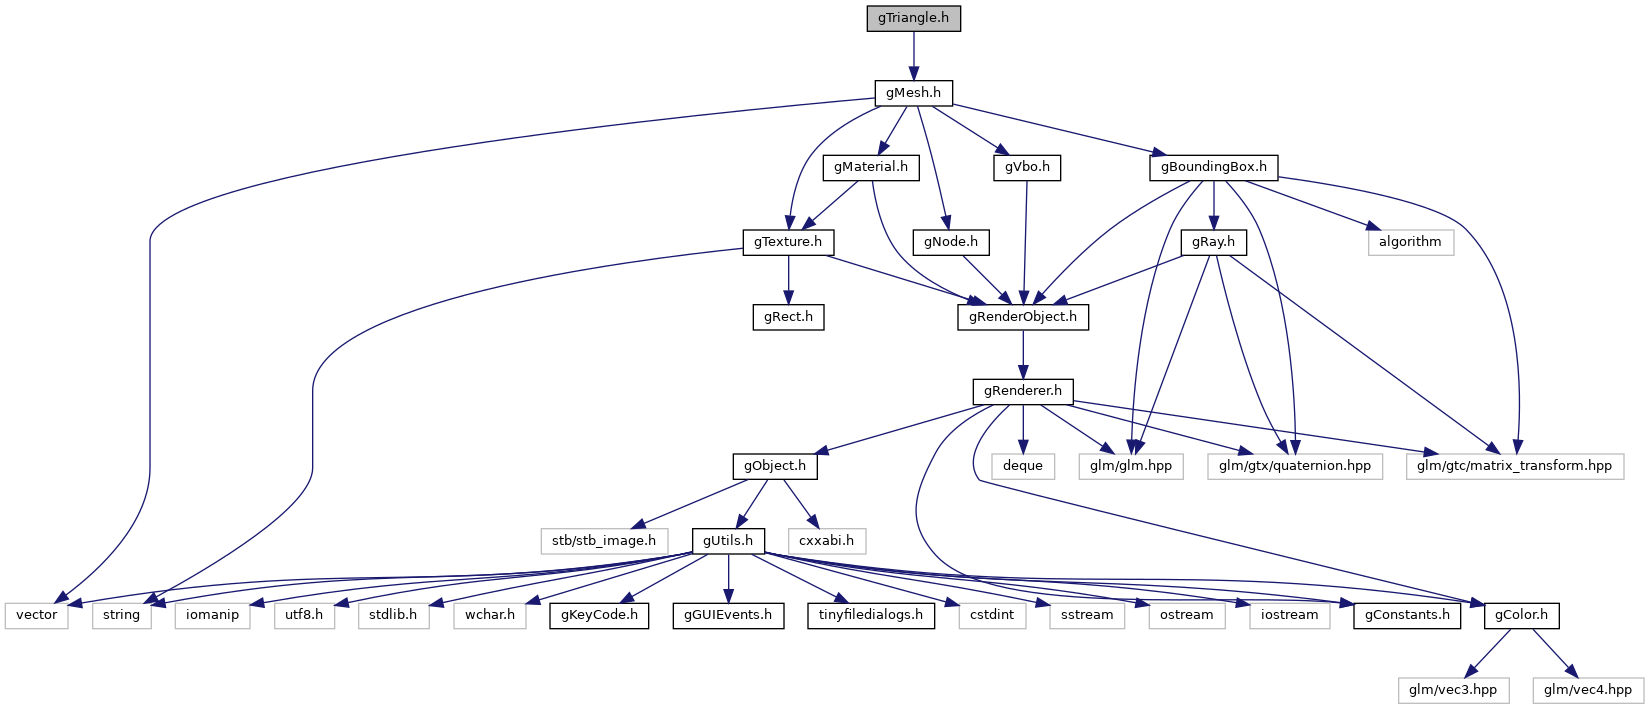 gTriangle.h
gMesh.h
gMaterial.h
gVbo.h
gBoundingBox.h
gTexture.h
gNode.h
gRay.h
algorithm
gRect.h
gRenderObject.h
gRenderer.h
gObject.h
deque
glm/glm.hpp
glm/gtx/quaternion.hpp
glm/gtc/matrix_transform.hpp
stb/stb_image.h
gUtils.h
cxxabi.h
vector
string
iomanip
utf8.h
stdlib.h
wchar.h
gKeyCode.h
gGUIEvents.h
tinyfiledialogs.h
cstdint
sstream
ostream
iostream
gConstants.h
gColor.h
glm/vec3.hpp
glm/vec4.hpp